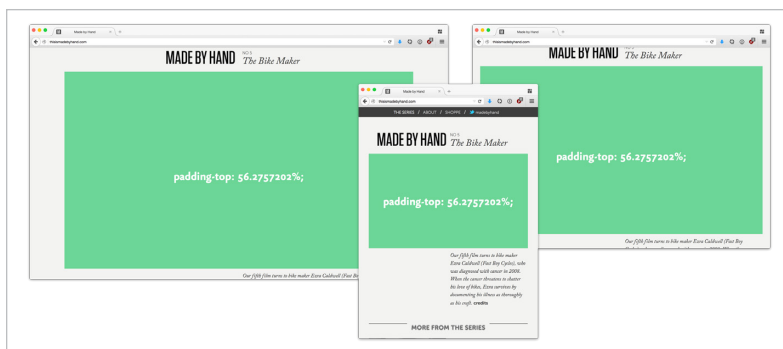 Made by Hand
thisismadebyhand.com
MADE BY HAND
NO 5
The Bike Maker
padding-top: 56.2757202%;
Our fifth film turns to bike maker Ezra Caldwell (Fast Bo
Made by Hand
thisismadebyhand.com
THE SERIES / ABOUT / SHOPPE / madebyhand
MADE BY HAND
NO 5
The Bike Maker
padding-top: 56.2757202%;
Our fifth film turns to bike maker
Ezra Caldwell (Fast Boy Cycles), who
was diagnosed with cancer in 2008.
When the cancer threatens to shatter
his love of bikes, Ezra survives by
documenting his illness as thoroughly
as his craft. credits
MORE FROM THE SERIES
Made by Hand
thisismadebyhand.com
MADE BY HAND
The Bike Maker
padding-top: 56.2757202%;
Our fifth film turns to bike maker Ezra Caldwell (Fast Boy